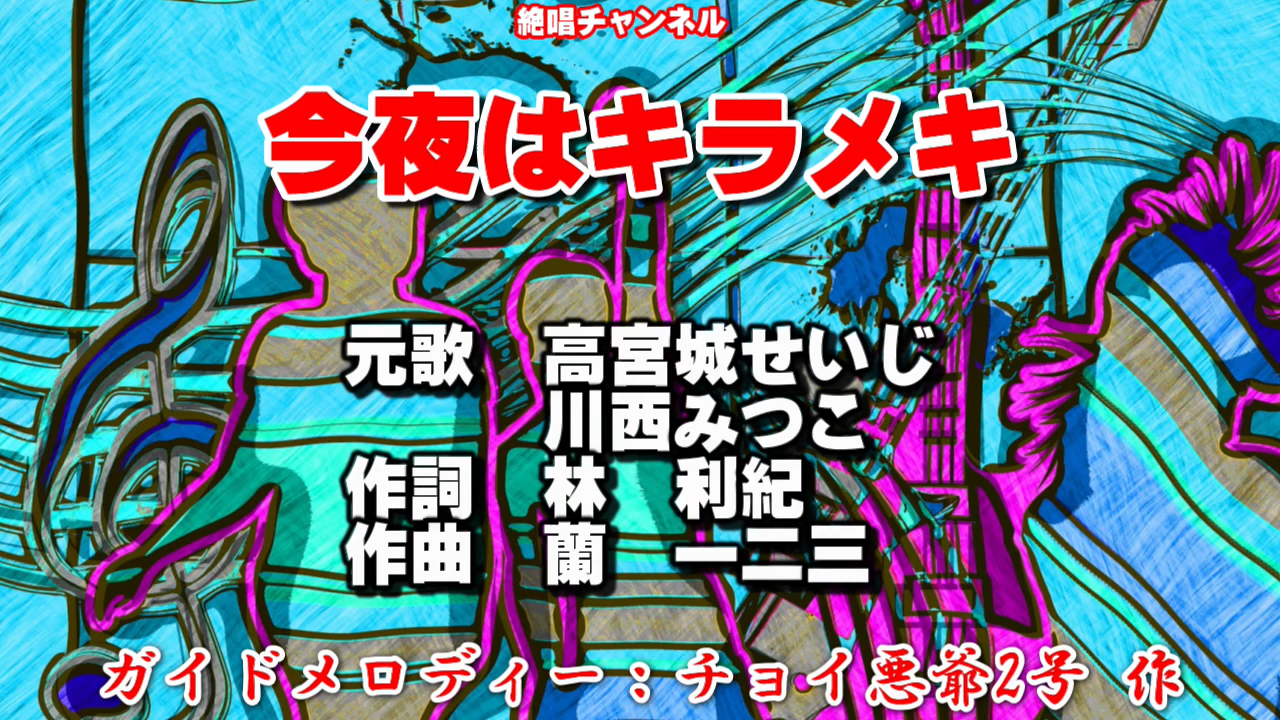 絶唱チャンネル
今夜はキラメキ
元歌　高宮城せいじ
川西みつこ
作詞　林　利紀
作曲　蘭　一二三
ガイドメロディー：チョイ悪爺2号 作